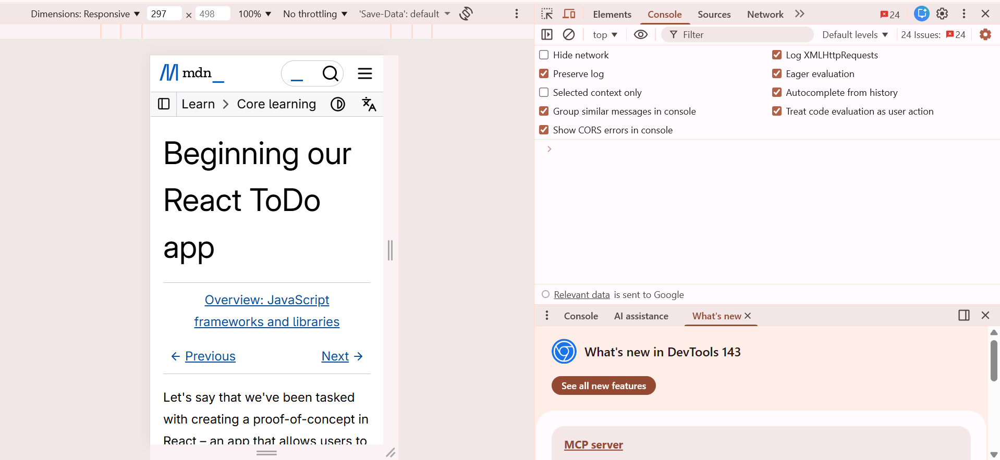 Dimensions: Responsive ▼ 297 × 498 100% ▼ No throttling ▼ 'Save-Data': default
mdn_
_
Learn > Core learning
Beginning our
React ToDo
app
Overview: JavaScript
frameworks and libraries
← Previous
Next →
Let's say that we've been tasked
with creating a proof-of-concept in
React – an app that allows users to
Elements Console Sources Network 24
top ▼ Filter Default levels ▼ 24 Issues: 24
Hide network
Log XMLHttpRequests
Preserve log
Eager evaluation
Selected context only
Autocomplete from history
Group similar messages in console
Treat code evaluation as user action
Show CORS errors in console
Relevant data is sent to Google
Console AI assistance What's new
What's new in DevTools 143
See all new features
MCP server